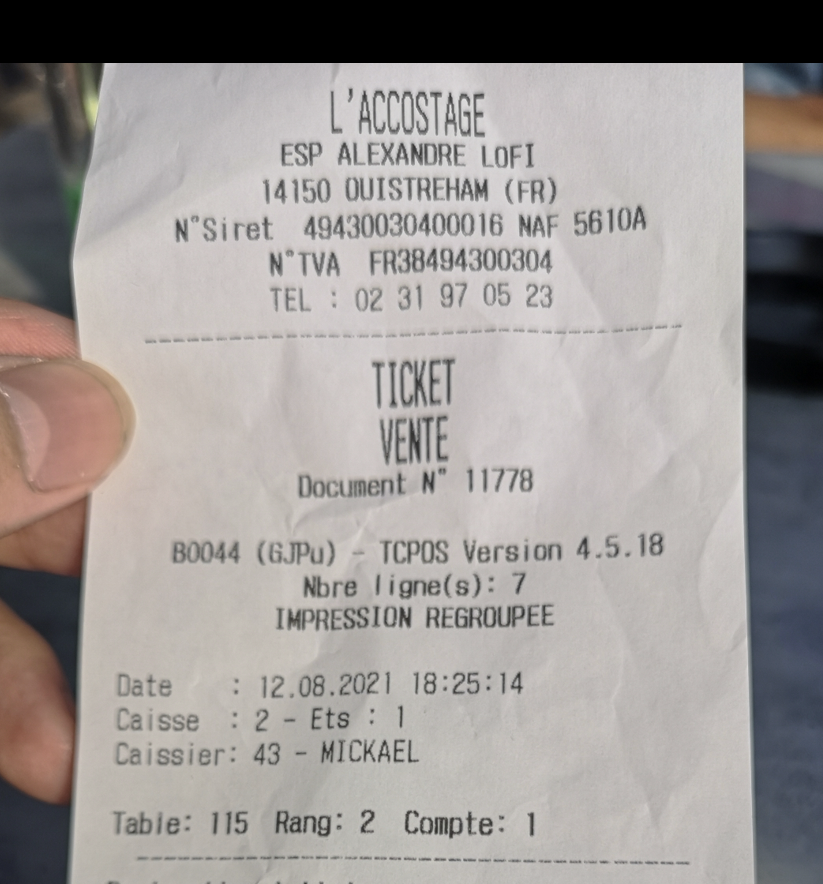 L'ACCOSTAGE
ESP ALEXANDRE LOFI
14150 OUISTREHAM (FR)
N°Siret 49430030400016 NAF 5610A
N°TVA FR38494300304
TEL : 02 31 97 05 23
TICKET
VENTE
Document N° 11778
B0044 (GJPu) - TCPOS Version 4.5.18
Nbre ligne(s): 7
IMPRESSION REGROUPEE
Date : 12.08.2021 18:25:14
Caisse : 2 - Ets : 1
Caissier: 43 - MICKAEL
Table: 115 Rang: 2 Compte: 1